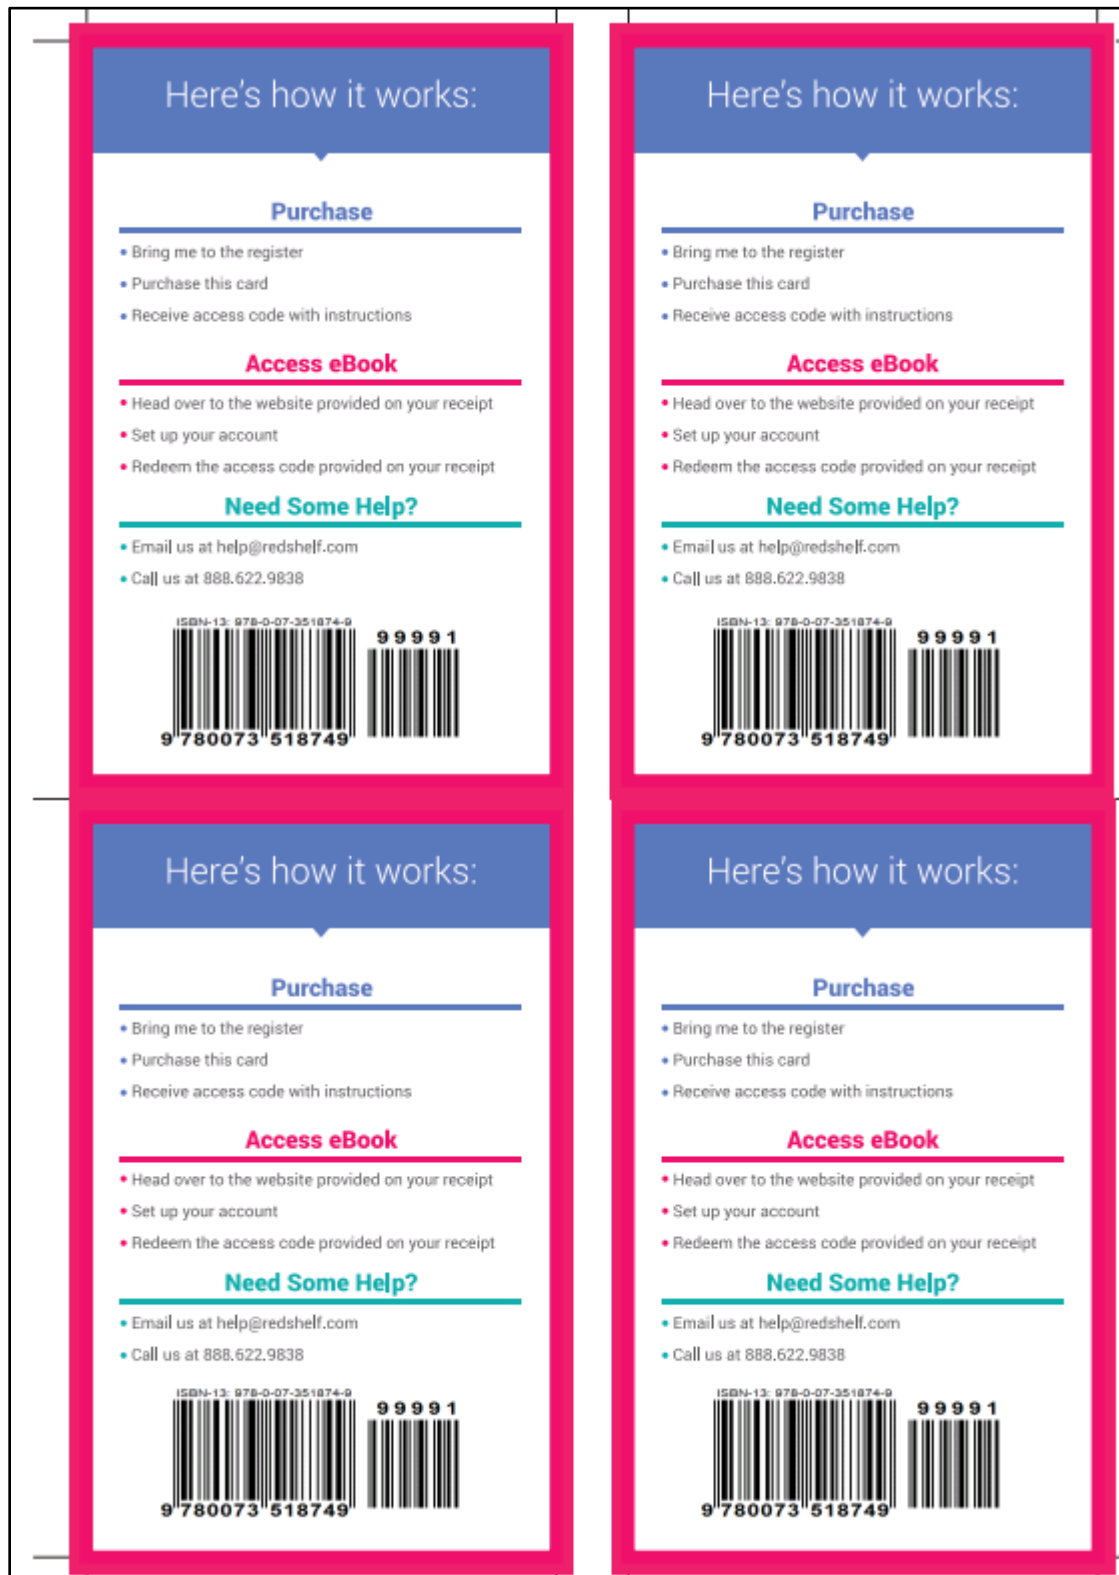 Here's how it works:
Purchase
• Bring me to the register
• Purchase this card
• Receive access code with instructions
Access eBook
• Head over to the website provided on your receipt
• Set up your account
• Redeem the access code provided on your receipt
Need Some Help?
• Email us at help@redshelf.com
• Call us at 888.622.9838
ISBN-13: 978-0-07-351874-9
99991
9 780073 518749
Here's how it works:
Purchase
• Bring me to the register
• Purchase this card
• Receive access code with instructions
Access eBook
• Head over to the website provided on your receipt
• Set up your account
• Redeem the access code provided on your receipt
Need Some Help?
• Email us at help@redshelf.com
• Call us at 888.622.9838
ISBN-13: 978-0-07-351874-9
99991
9 780073 518749
Here's how it works:
Purchase
• Bring me to the register
• Purchase this card
• Receive access code with instructions
Access eBook
• Head over to the website provided on your receipt
• Set up your account
• Redeem the access code provided on your receipt
Need Some Help?
• Email us at help@redshelf.com
• Call us at 888.622.9838
ISBN-13: 978-0-07-351874-9
99991
9 780073 518749
Here's how it works:
Purchase
• Bring me to the register
• Purchase this card
• Receive access code with instructions
Access eBook
• Head over to the website provided on your receipt
• Set up your account
• Redeem the access code provided on your receipt
Need Some Help?
• Email us at help@redshelf.com
• Call us at 888.622.9838
ISBN-13: 978-0-07-351874-9
99991
9 780073 518749